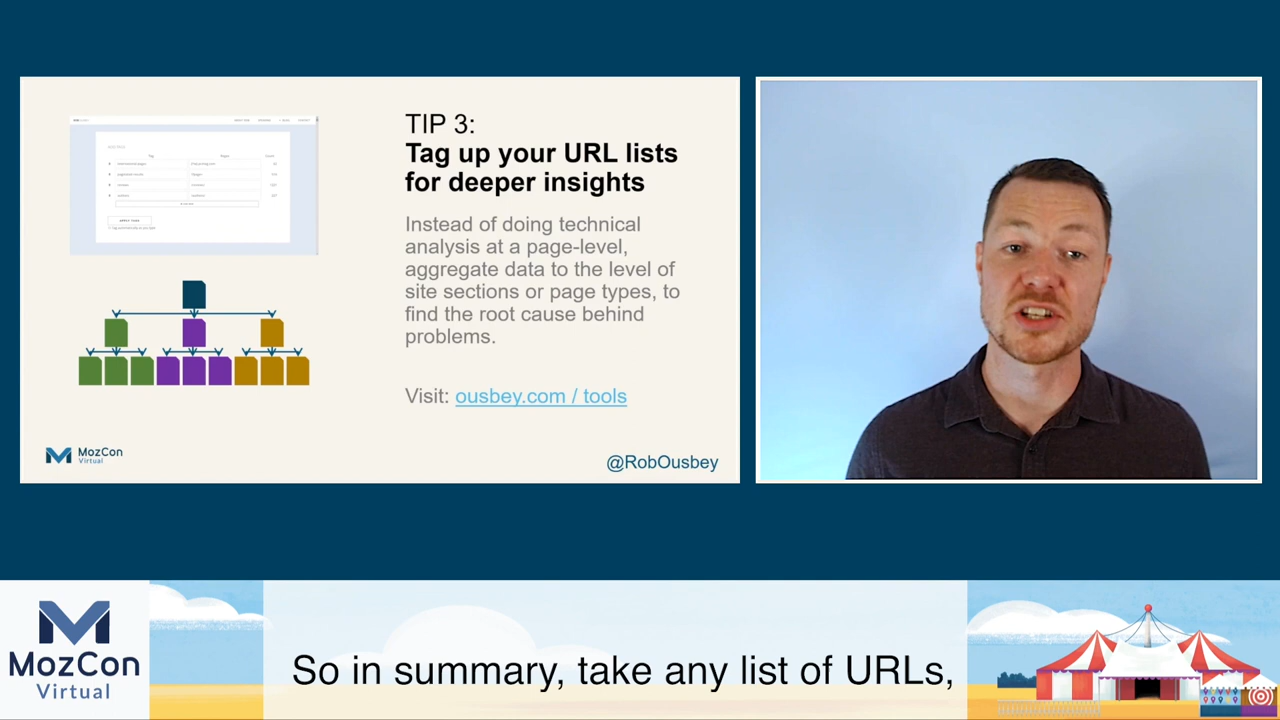 TIP 3:
Tag up your URL lists
for deeper insights
Instead of doing technical
analysis at a page-level,
aggregate data to the level of
site sections or page types, to
find the root cause behind
problems.
Visit: ousbey.com / tools
MozCon
Virtual
@RobOusbey
MozCon
Virtual
So in summary, take any list of URLs,